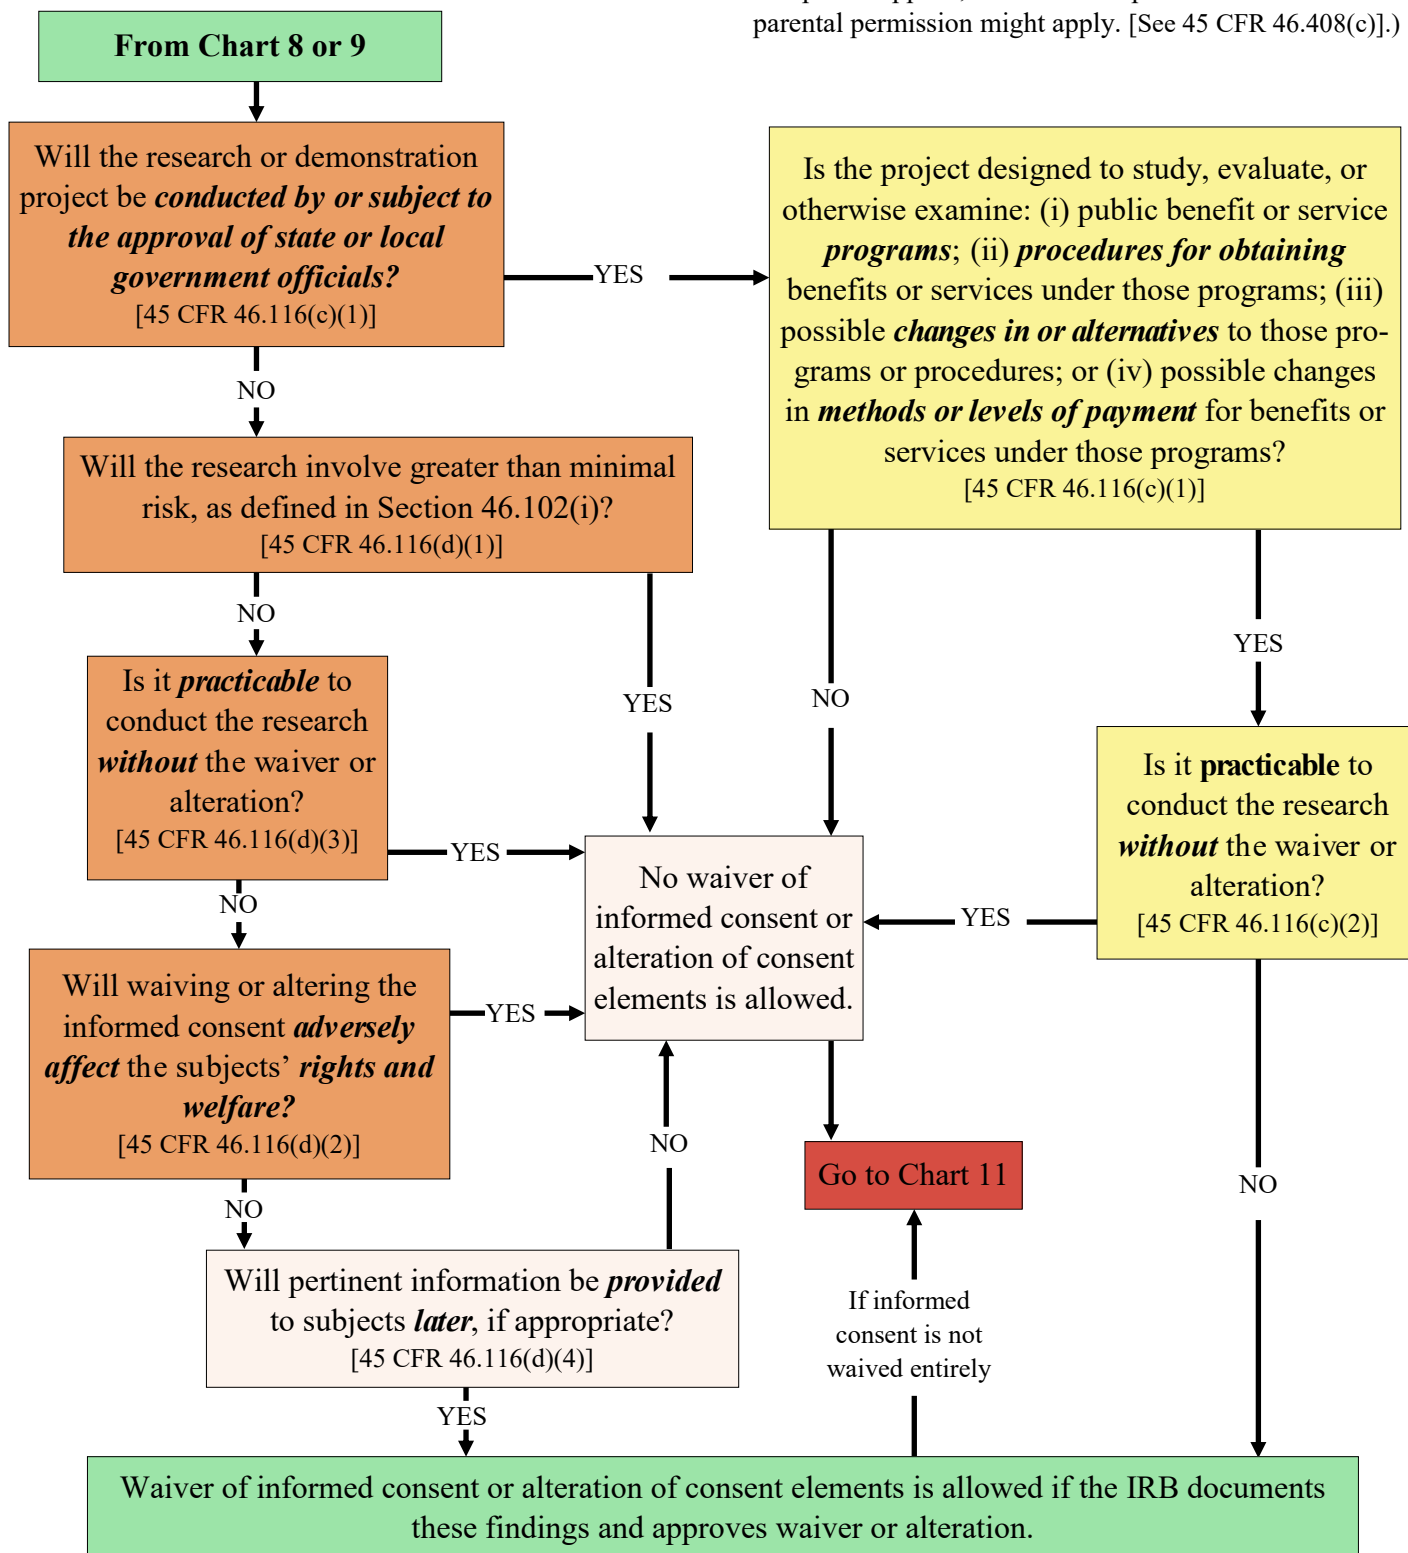 parental permission might apply. [See 45 CFR 46.408(c)].)
From Chart 8 or 9
Will the research or demonstration
project be conducted by or subject to
the approval of state or local
government officials?
[45 CFR 46.116(c)(1)]
YES
Is the project designed to study, evaluate, or
otherwise examine: (i) public benefit or service
programs; (ii) procedures for obtaining
benefits or services under those programs; (iii)
possible changes in or alternatives to those pro-
grams or procedures; or (iv) possible changes
in methods or levels of payment for benefits or
services under those programs?
[45 CFR 46.116(c)(1)]
NO
Will the research involve greater than minimal
risk, as defined in Section 46.102(i)?
[45 CFR 46.116(d)(1)]
NO
YES
NO
YES
Is it practicable to
conduct the research
without the waiver or
alteration?
[45 CFR 46.116(d)(3)]
YES
Is it practicable to
conduct the research
without the waiver or
alteration?
[45 CFR 46.116(c)(2)]
YES
No waiver of
informed consent or
alteration of consent
elements is allowed.
NO
Will waiving or altering the
informed consent adversely
affect the subjects’ rights and
welfare?
[45 CFR 46.116(d)(2)]
YES
NO
Go to Chart 11
NO
NO
Will pertinent information be provided
to subjects later, if appropriate?
[45 CFR 46.116(d)(4)]
If informed
consent is not
waived entirely
YES
Waiver of informed consent or alteration of consent elements is allowed if the IRB documents
these findings and approves waiver or alteration.